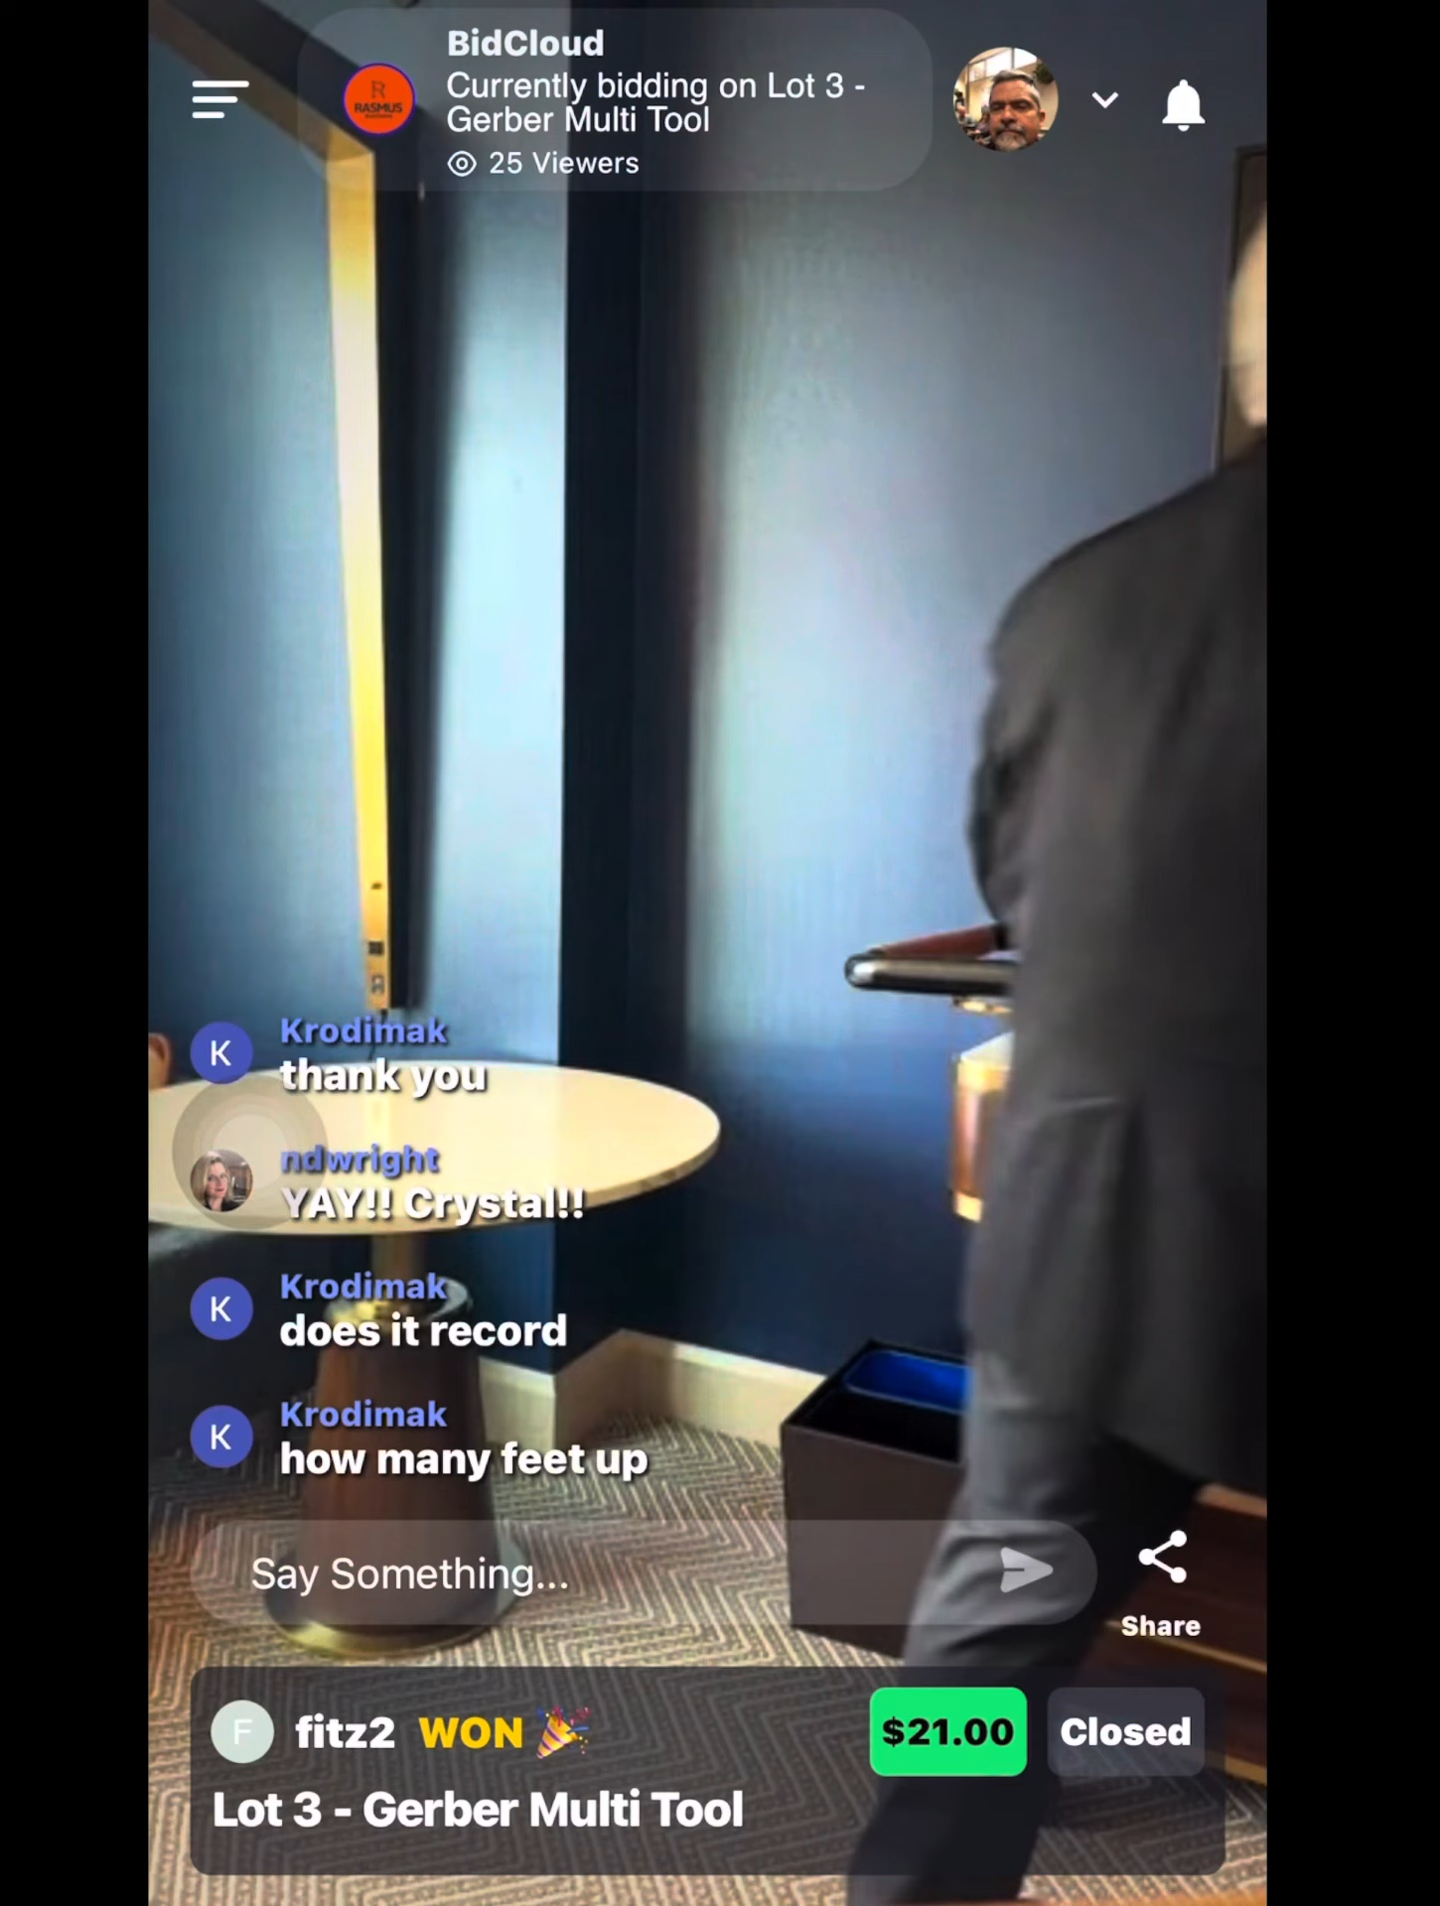 BidCloud
Currently bidding on Lot 3 -
Gerber Multi Tool
25 Viewers
R
RASMUS
Krodimak
thank you
ndwright
YAY!! Crystal!!
K
Krodimak
does it record
K
Krodimak
how many feet up
K
Say Something...
Share
F
fitz2 WON
$21.00
Closed
Lot 3 - Gerber Multi Tool